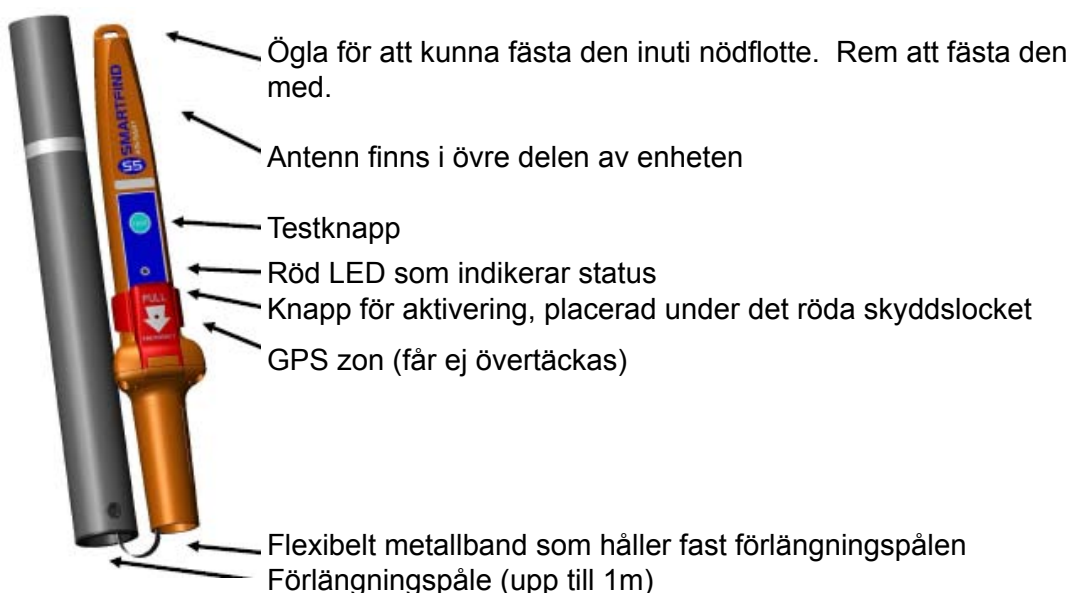 Ögla för att kunna fästa den inuti nödflotte.  Rem att fästa den
med.
Antenn finns i övre delen av enheten
Testknapp
Röd LED som indikerar status
Knapp för aktivering, placerad under det röda skyddslocket
GPS zon (får ej övertäckas)
Flexibelt metallband som håller fast förlängningspålen
Förlängningspåle (upp till 1m)
SMARTFIND
S5
PULL